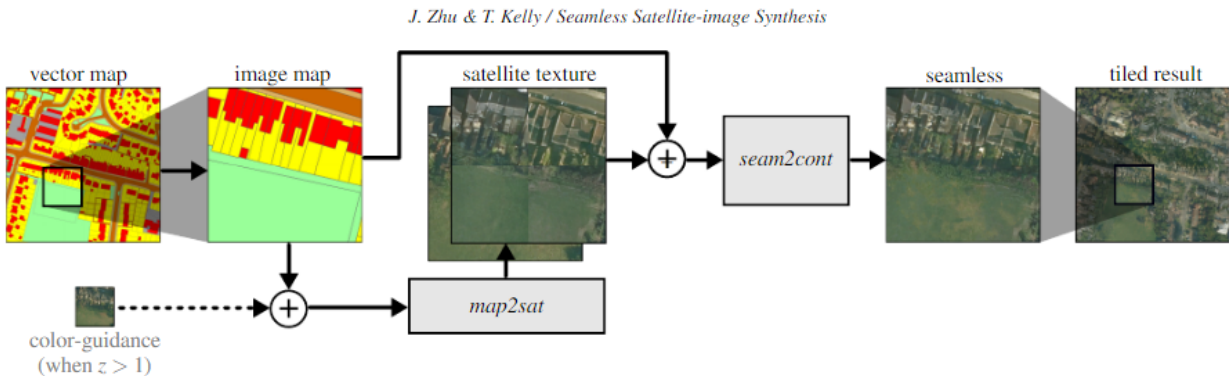 J. Zhu & T. Kelly / Seamless Satellite-image Synthesis
vector map
image map
satellite texture
seamless
tiled result
seam2cont
map2sat
color-guidance
(when z > 1)